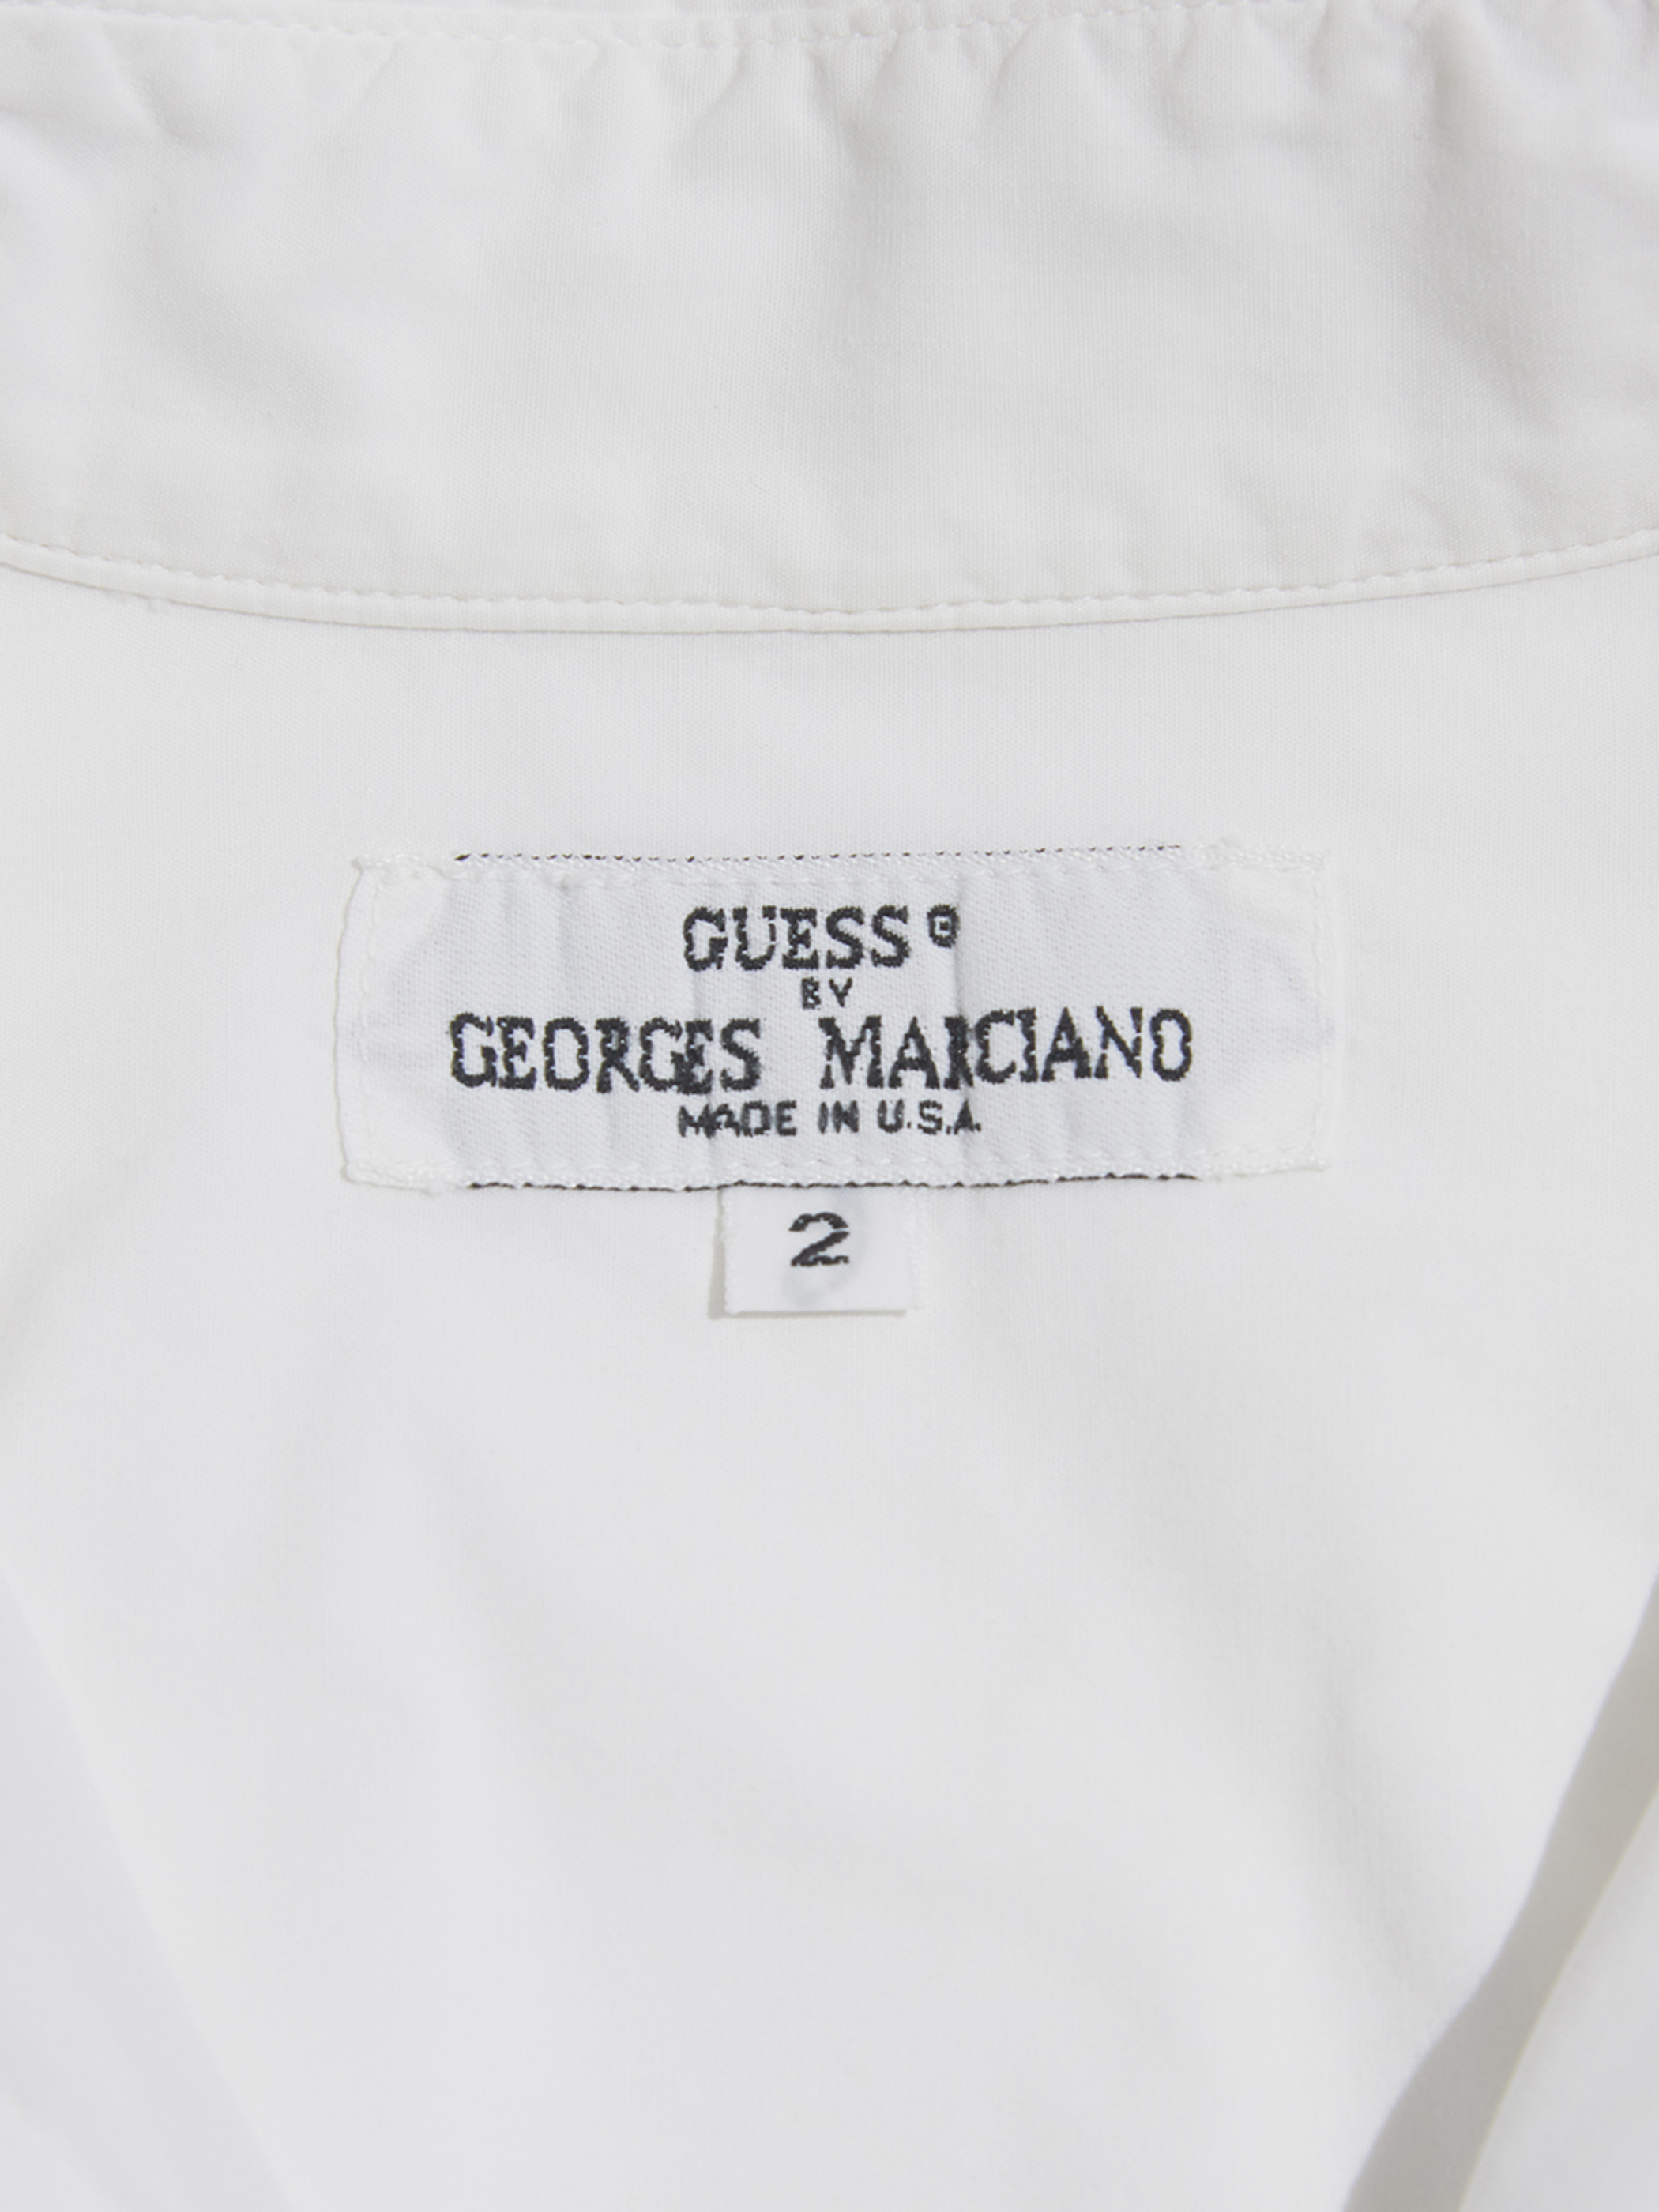 GUESS®
BY
GEORGES MARCIANO
MADE IN U.S.A.
2